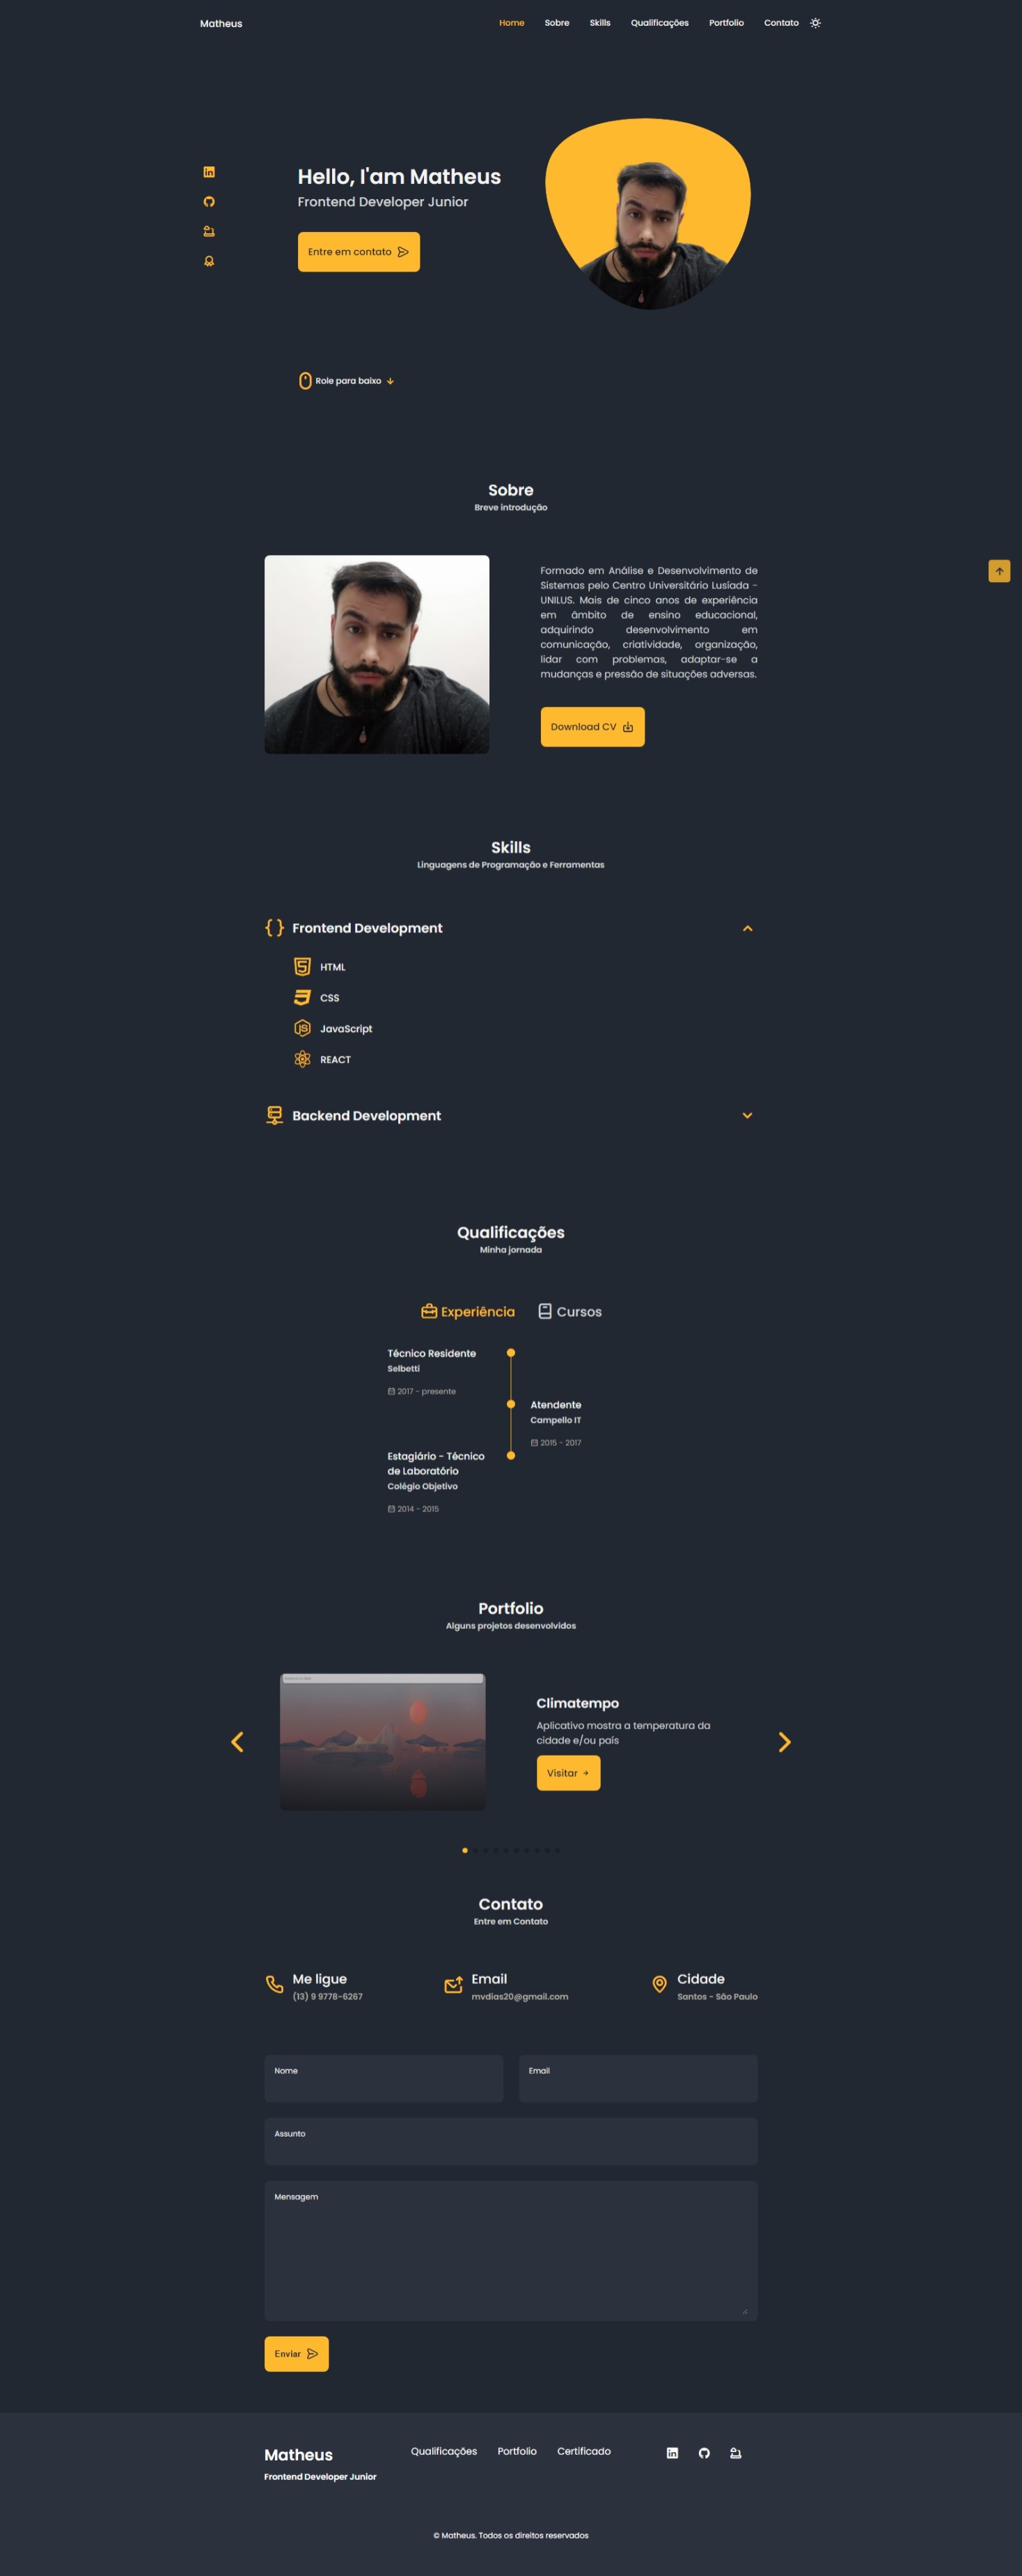 Matheus
Home Sobre Skills Qualificações Portfolio Contato
Hello, I'am Matheus
Frontend Developer Junior
Entre em contato
Role para baixo
Sobre
Breve introdução
Formado em Análise e Desenvolvimento de
Sistemas pelo Centro Universitário Lusíada -
UNILUS. Mais de cinco anos de experiência
em âmbito de ensino educacional,
adquirindo desenvolvimento em
comunicação, criatividade, organização,
lidar com problemas, adaptar-se a
mudanças e pressão de situações adversas.
Download CV
Skills
Linguagens de Programação e Ferramentas
Frontend Development
HTML
CSS
JavaScript
REACT
Backend Development
Qualificações
Minha jornada
Experiência Cursos
Técnico Residente
Selbetti
2017 - presente
Atendente
Campello IT
2015 - 2017
Estagiário - Técnico
de Laboratório
Colégio Objetivo
2014 - 2015
Portfolio
Alguns projetos desenvolvidos
Climatempo
Aplicativo mostra a temperatura da
cidade e/ou país
Visitar
Contato
Entre em Contato
Me ligue
(13) 9 9778-6267
Email
mvdias20@gmail.com
Cidade
Santos - São Paulo
Nome
Email
Assunto
Mensagem
Enviar
Matheus
Frontend Developer Junior
Qualificações Portfolio Certificado
© Matheus. Todos os direitos reservados